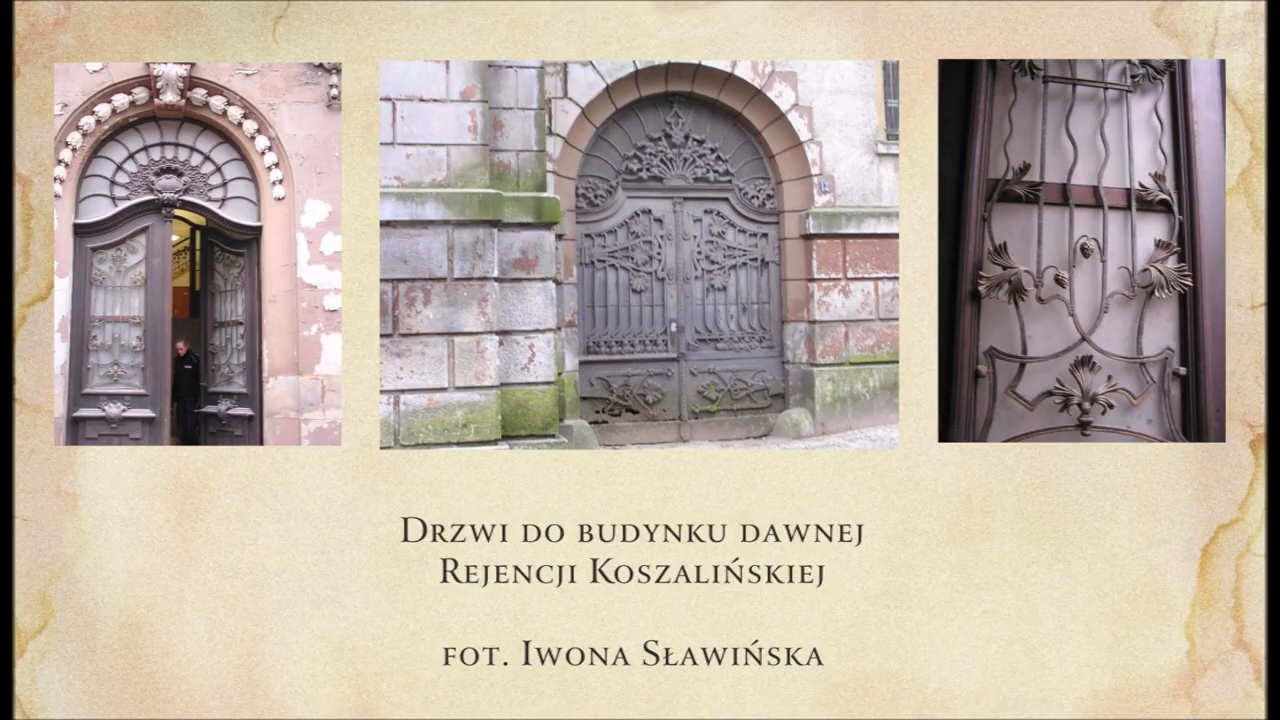 Drzwi do budynku dawnej
Rejencji Koszalińskiej
fot. Iwona Sławińska